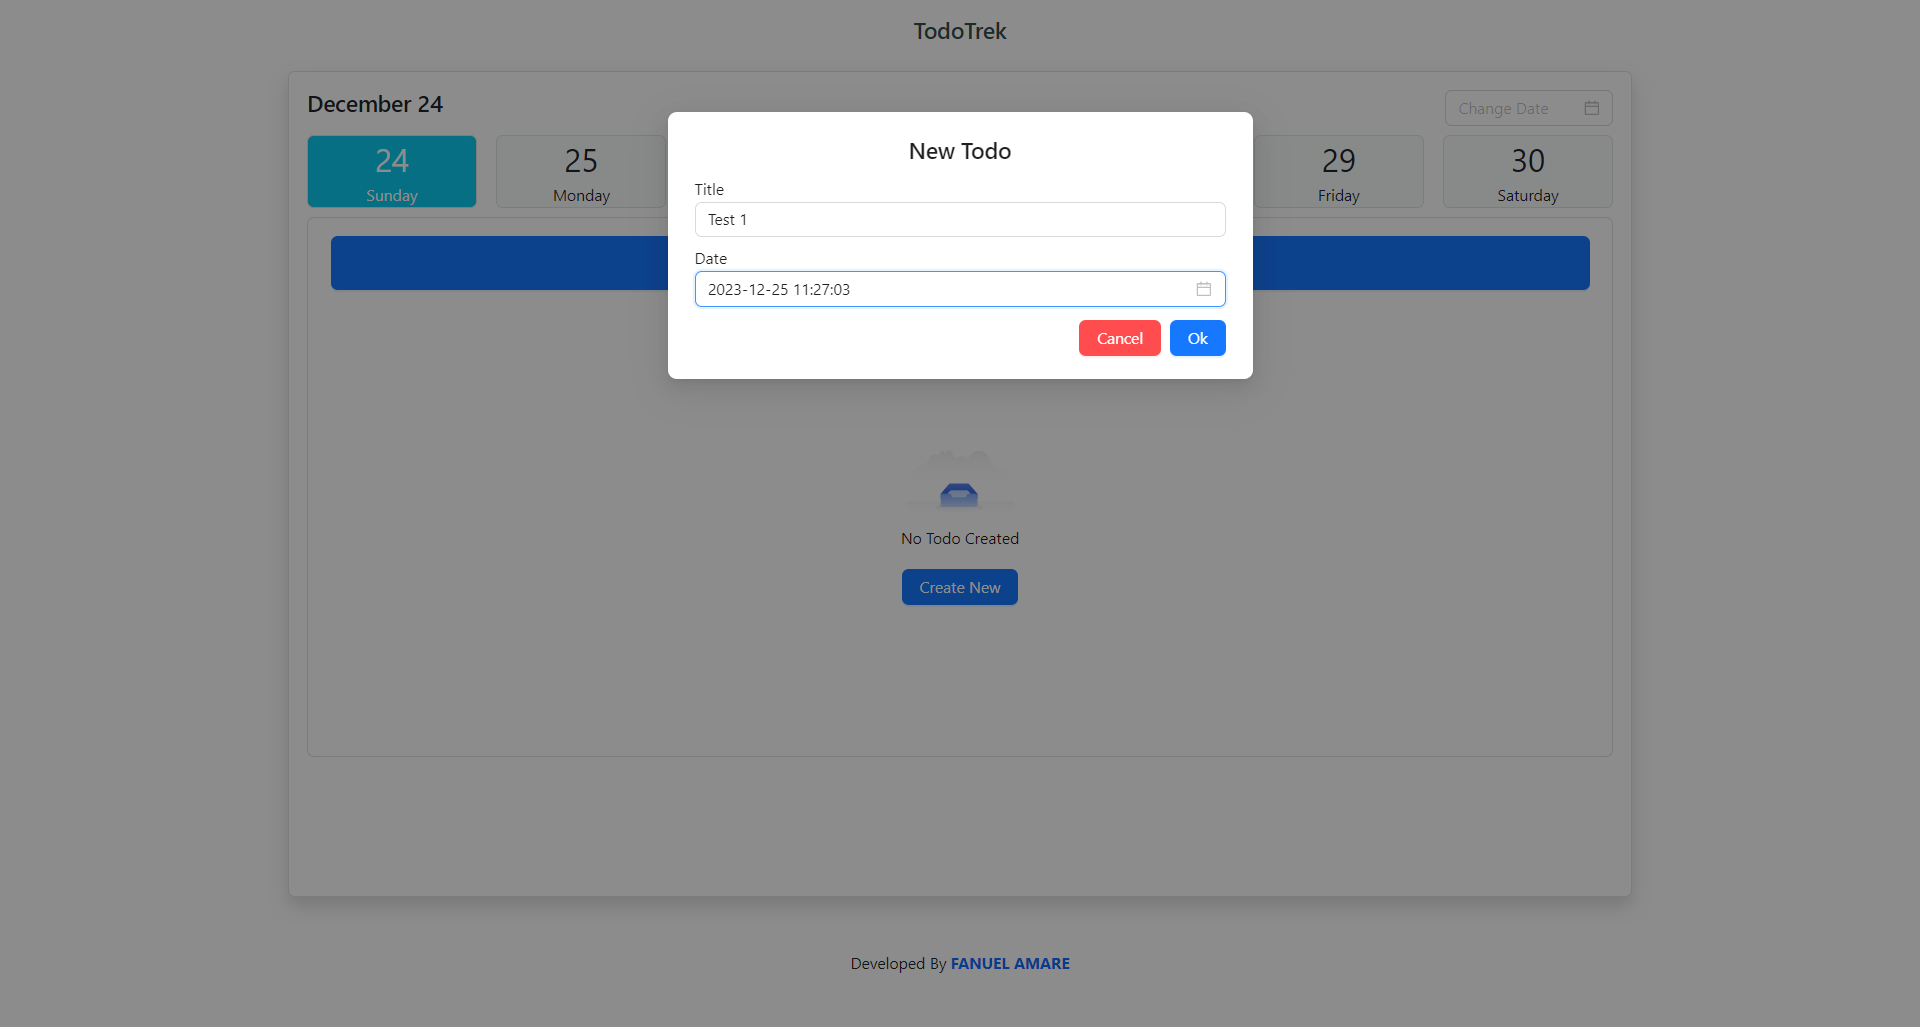 TodoTrek
December 24
Change Date
24
Sunday
25
Monday
29
Friday
30
Saturday
New Todo
Title
Test 1
Date
2023-12-25 11:27:03
Cancel
Ok
No Todo Created
Create New
Developed By FANUEL AMARE